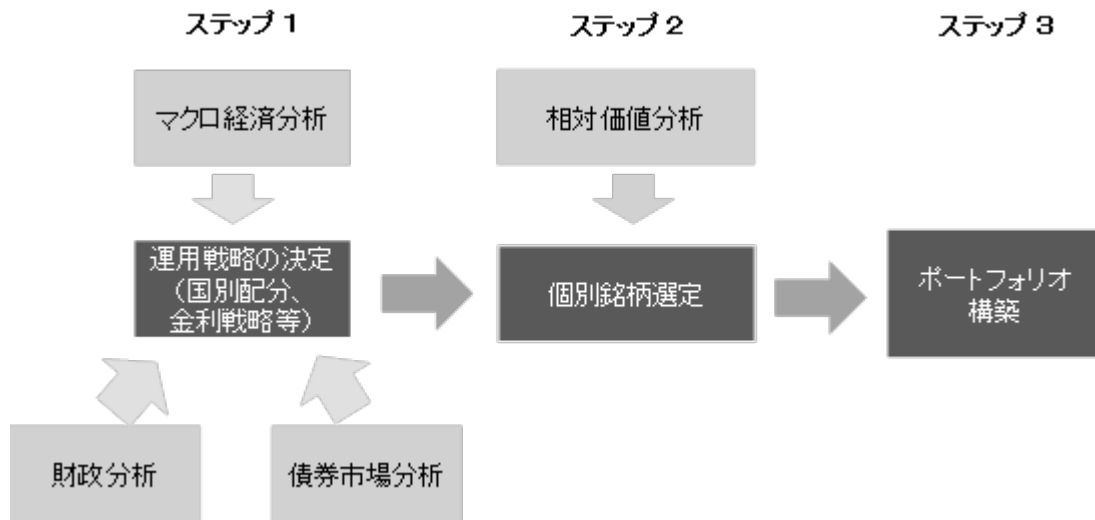 ステップ 1
ステップ 2
ステップ 3
マクロ経済分析
相対価値分析
運用戦略の決定
（国別配分、
金利戦略等）
個別銘柄選定
ポートフォリオ
構築
財政分析
債券市場分析